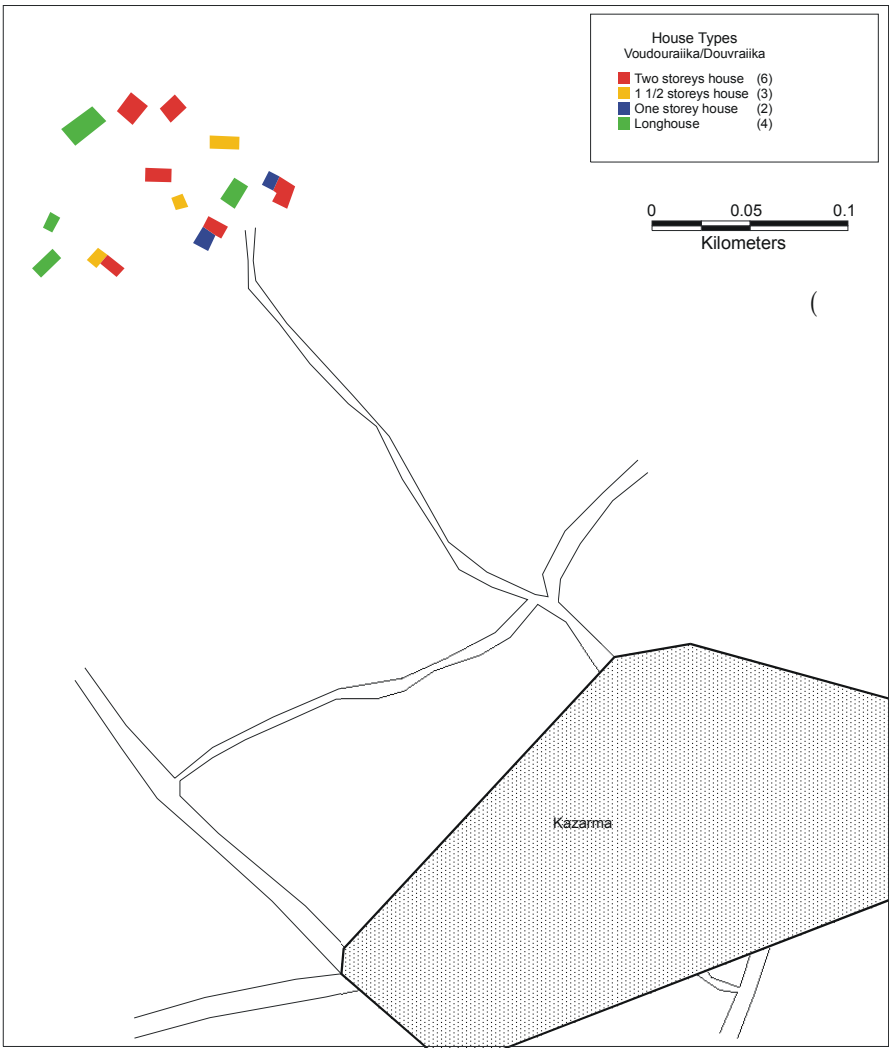 House Types
Voudouraiika/Douvraiika
Two storeys house (6)
1 1/2 storeys house (3)
One storey house (2)
Longhouse (4)
0 0.05 0.1
Kilometers
(
Kazarma